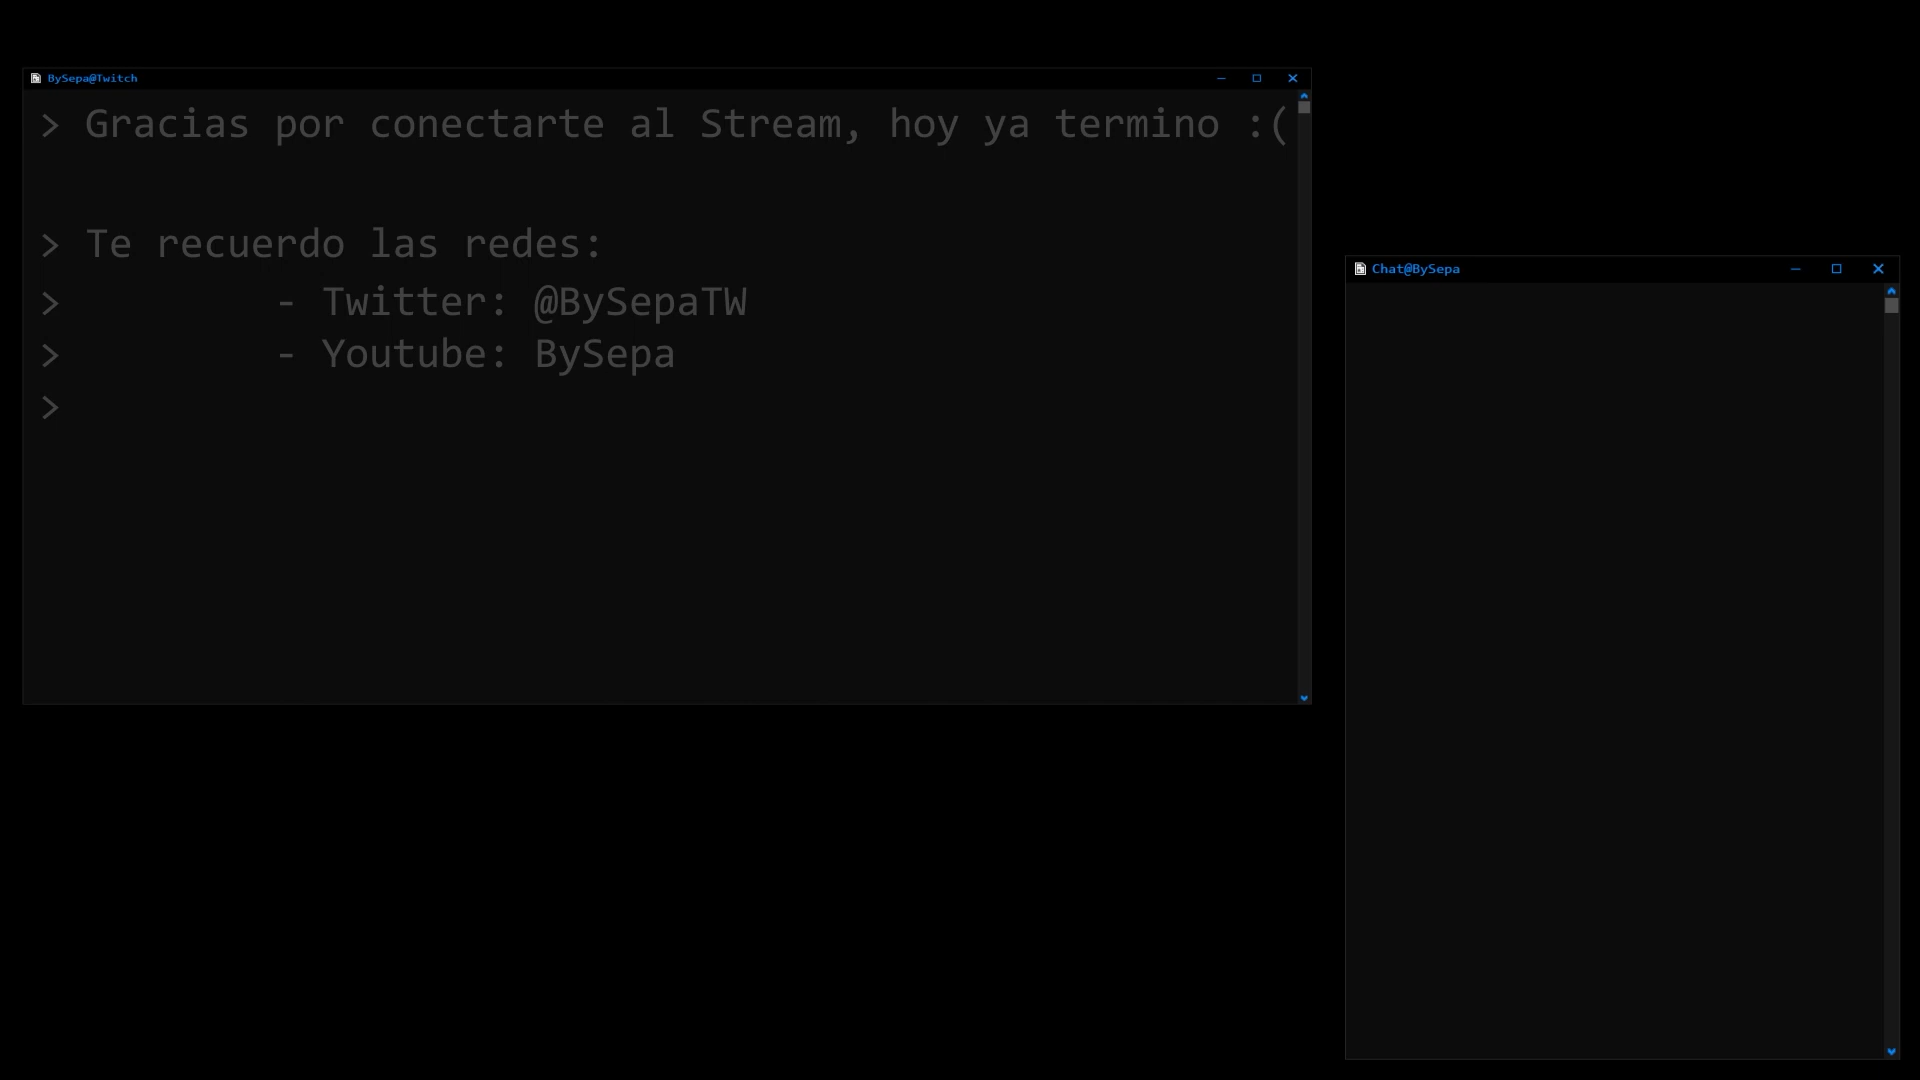 BySepa@Twitch
> Gracias por conectarte al Stream, hoy ya termino :(
> Te recuerdo las redes:
> - Twitter: @BySepaTW
> - Youtube: BySepa
>
Chat@BySepa